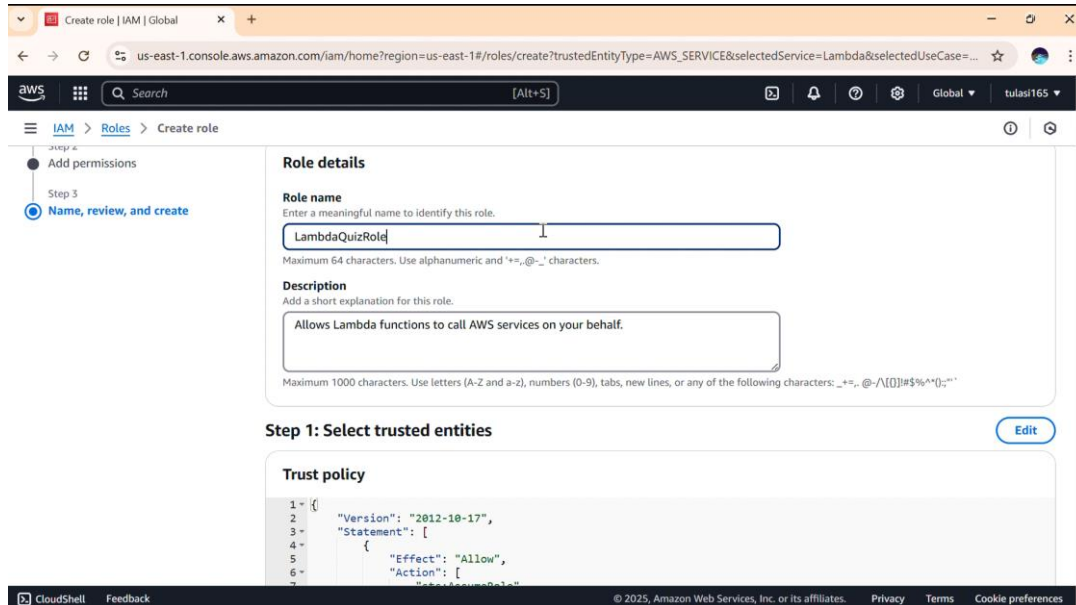 Create role | IAM | Global
us-east-1.console.aws.amazon.com/iam/home?region=us-east-1#/roles/create?trustedEntityType=AWS_SERVICE&selectedService=Lambda&selectedUseCase=...
aws Search [Alt+S] Global tulasi165
IAM > Roles > Create role
Step 2
Add permissions
Step 3
Name, review, and create
Role details
Role name
Enter a meaningful name to identify this role.
LambdaQuizRole
Maximum 64 characters. Use alphanumeric and '+=,.@-_' characters.
Description
Add a short explanation for this role.
Allows Lambda functions to call AWS services on your behalf.
Maximum 1000 characters. Use letters (A-Z and a-z), numbers (0-9), tabs, new lines, or any of the following characters: _+=,. @-/\[{}]!#$%^*();:"'`
Step 1: Select trusted entities
Edit
Trust policy
1 {
2 "Version": "2012-10-17",
3 "Statement": [
4 {
5 "Effect": "Allow",
6 "Action": [
7 "sts:AssumeRole"
CloudShell Feedback © 2025, Amazon Web Services, Inc. or its affiliates. Privacy Terms Cookie preferences